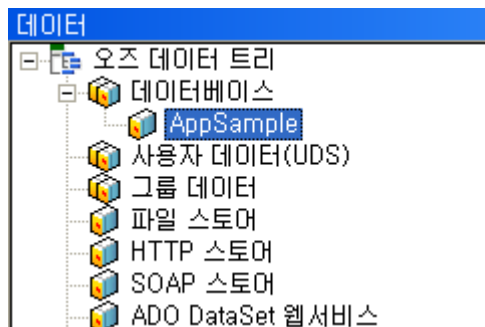 데이터
오즈 데이터 트리
데이터베이스
AppSample
사용자 데이터(UDS)
그룹 데이터
파일 스토어
HTTP 스토어
SOAP 스토어
ADO DataSet 웹서비스